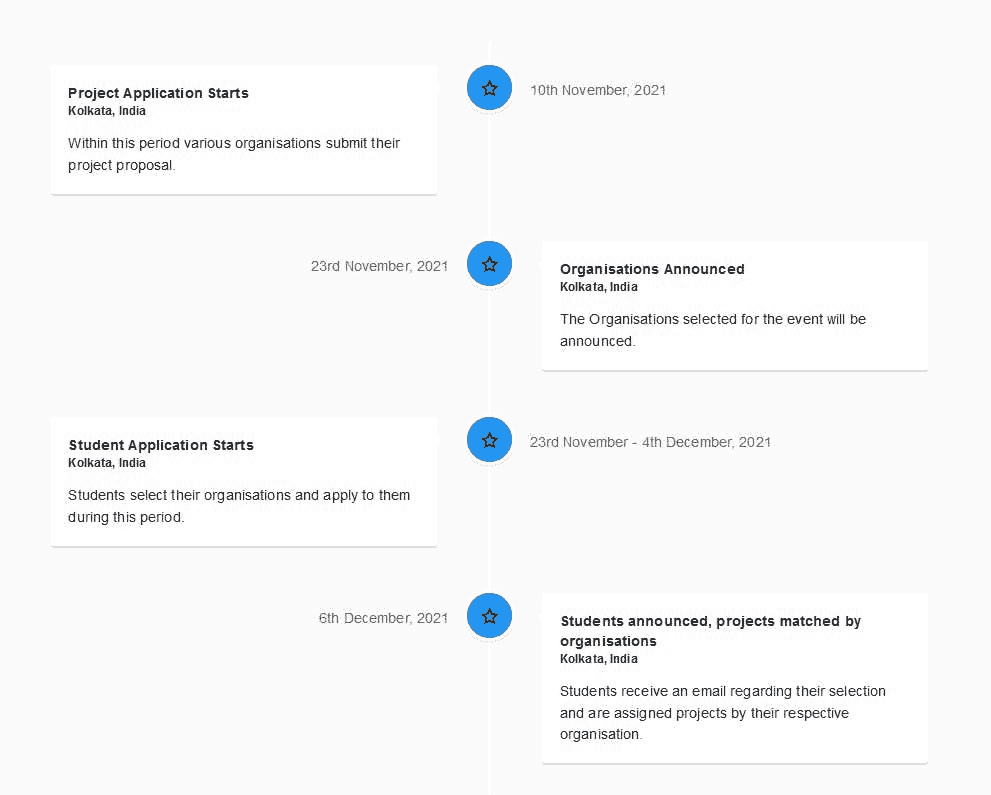 Project Application Starts
Kolkata, India
Within this period various organisations submit their
project proposal.
10th November, 2021
23rd November, 2021
Organisations Announced
Kolkata, India
The Organisations selected for the event will be
announced.
Student Application Starts
Kolkata, India
Students select their organisations and apply to them
during this period.
23rd November - 4th December, 2021
6th December, 2021
Students announced, projects matched by
organisations
Kolkata, India
Students receive an email regarding their selection
and are assigned projects by their respective
organisation.